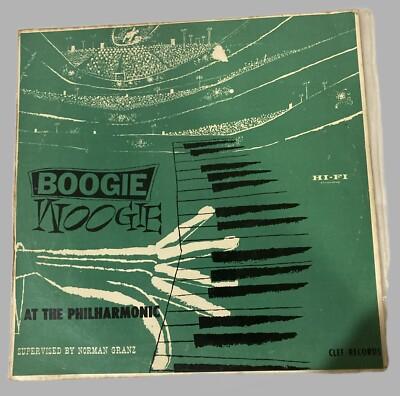 BOOGIE
WOOGIE
HI-FI
AT THE PHILHARMONIC
SUPERVISED BY NORMAN GRANZ
CLEF RECORDS